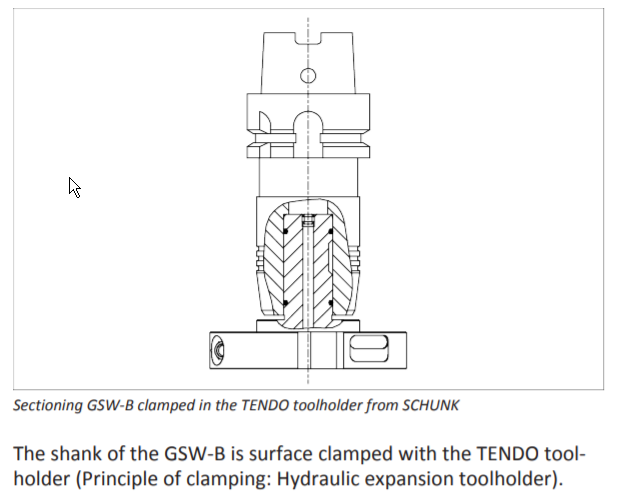 Sectioning GSW-B clamped in the TENDO toolholder from SCHUNK
The shank of the GSW-B is surface clamped with the TENDO tool-
holder (Principle of clamping: Hydraulic expansion toolholder).